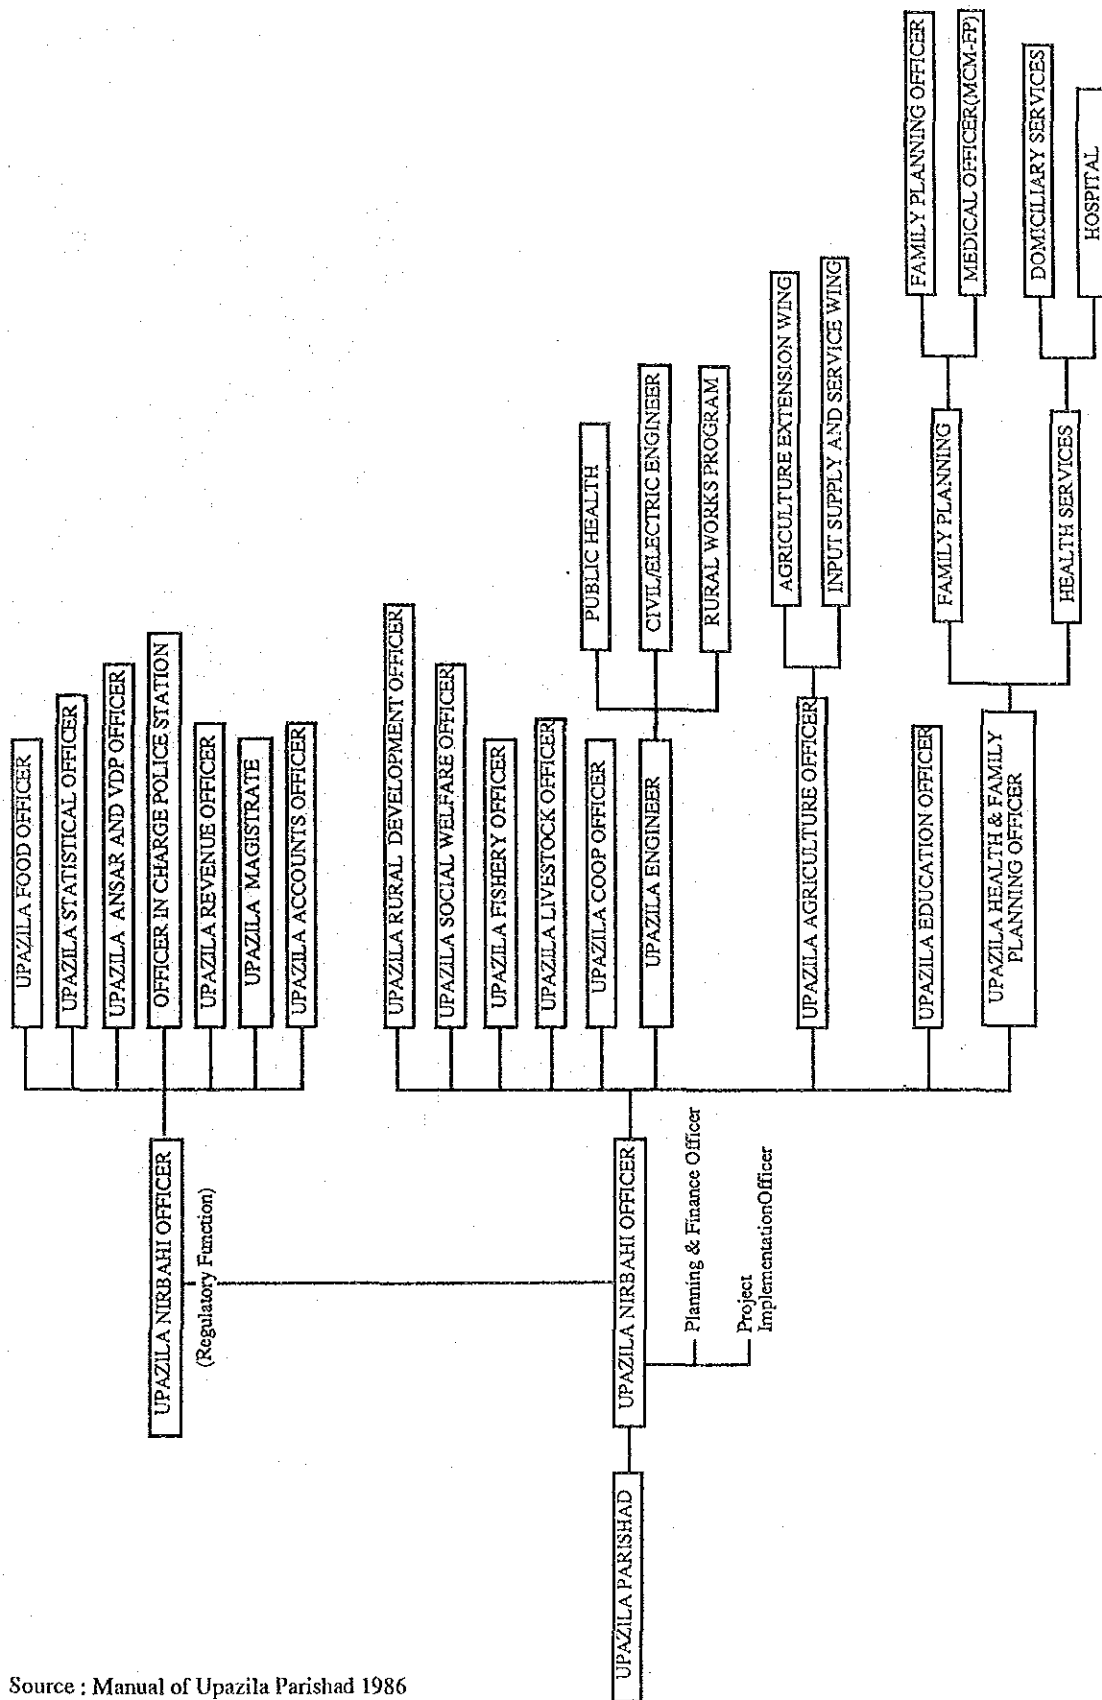 UPAZILA FOOD OFFICER
UPAZILA STATISTICAL OFFICER
UPAZILA ANSAR AND VDP OFFICER
OFFICER IN CHARGE POLICE STATION
UPAZILA REVENUE OFFICER
UPAZILA MAGISTRATE
UPAZILA ACCOUNTS OFFICER
UPAZILA NIRBAHI OFFICER
(Regulatory Function)
UPAZILA RURAL DEVELOPMENT OFFICER
UPAZILA SOCIAL WELFARE OFFICER
UPAZILA FISHERY OFFICER
UPAZILA LIVESTOCK OFFICER
UPAZILA COOP OFFICER
UPAZILA ENGINEER
PUBLIC HEALTH
CIVIL/ELECTRIC ENGINEER
RURAL WORKS PROGRAM
UPAZILA PARISHAD
UPAZILA NIRBAHI OFFICER
Planning & Finance Officer
Project
ImplementationOfficer
UPAZILA AGRICULTURE OFFICER
AGRICULTURE EXTENSION WING
INPUT SUPPLY AND SERVICE WING
UPAZILA EDUCATION OFFICER
UPAZILA HEALTH & FAMILY
PLANNING OFFICER
FAMILY PLANNING
FAMILY PLANNING OFFICER
MEDICAL OFFICER(MCM-FP)
HEALTH SERVICES
DOMICILIARY SERVICES
HOSPITAL
Source : Manual of Upazila Parishad 1986